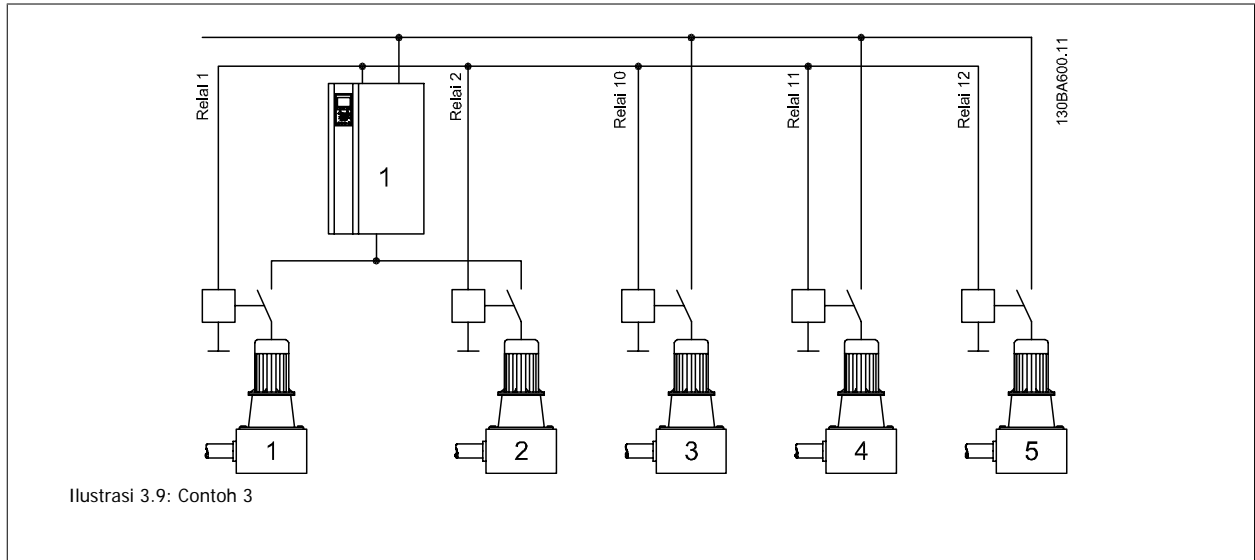 Relai 1
Relai 2
Relai 10
Relai 11
Relai 12
130BA600.11
1
1
2
3
4
5
Ilustrasi 3.9: Contoh 3